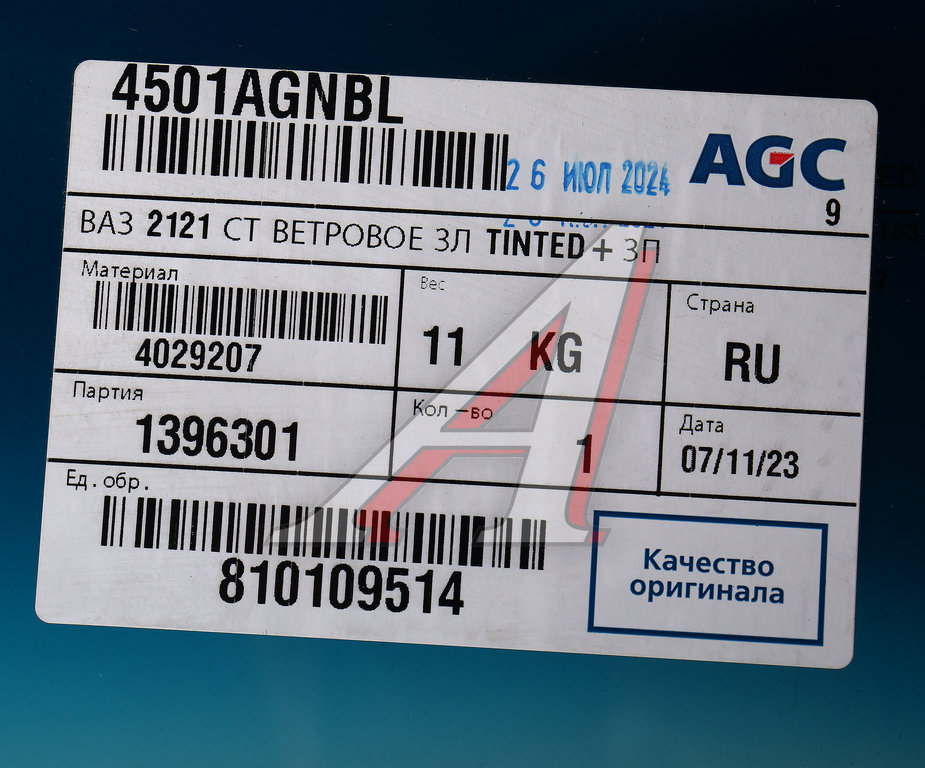 4501AGNBL
26 ИЮЛ 2024
AGC
9
ВАЗ 2121 СТ ВЕТРОВОЕ ЗЛ TINTED + ЗП
Материал
4029207
Вес
11 KG
Страна
RU
Партия
1396301
Кол-во
1
Дата
07/11/23
Ед.обр.
810109514
Качество
оригинала